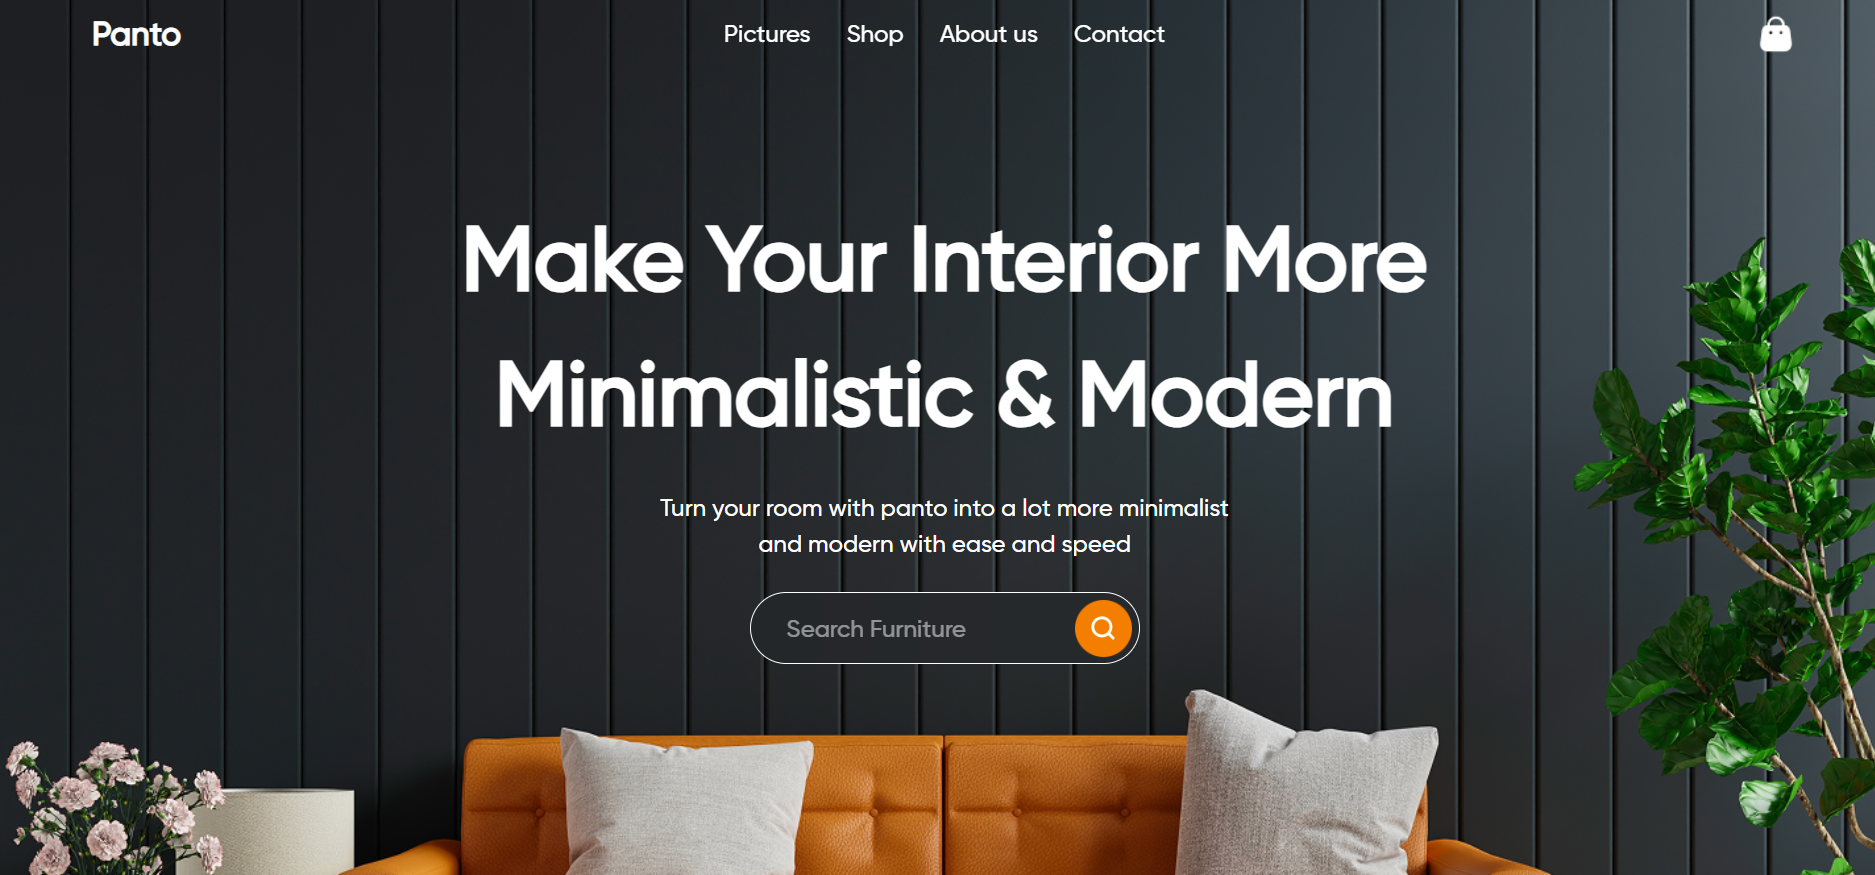 Panto
Pictures Shop About us Contact
Make Your Interior More
Minimalistic & Modern
Turn your room with panto into a lot more minimalist
and modern with ease and speed
Search Furniture